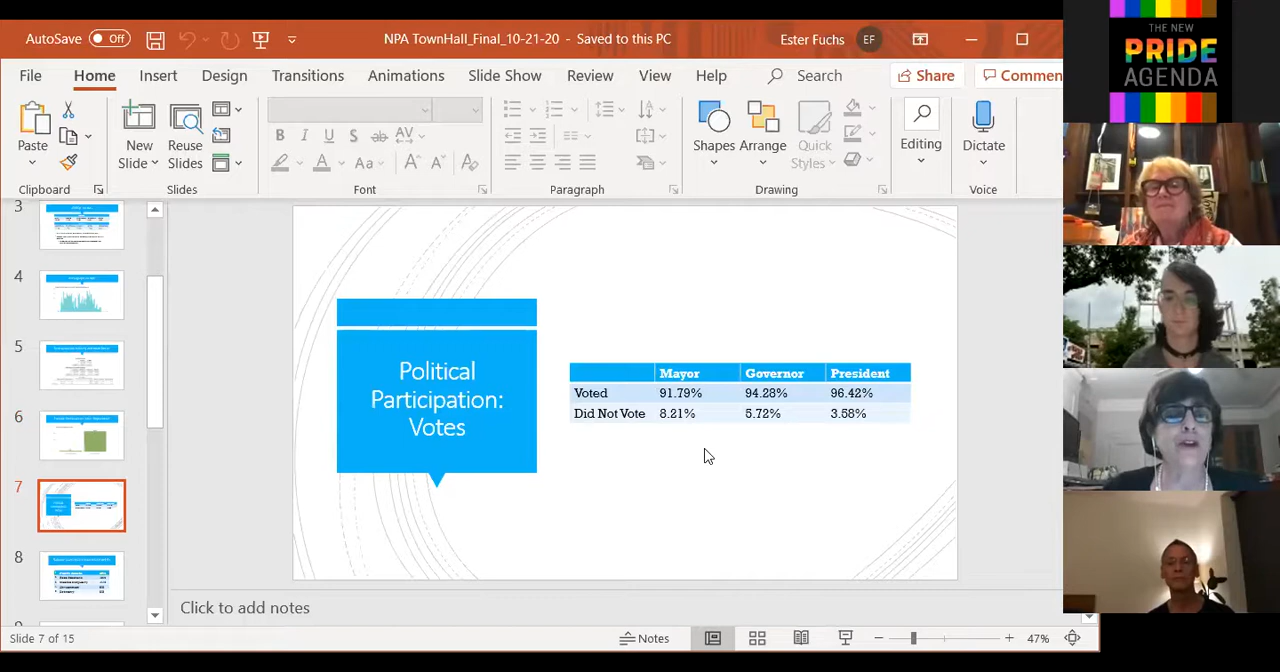 AutoSave Off NPA TownHall_Final_10-21-20 - Saved to this PC Ester Fuchs EF
File Home Insert Design Transitions Animations Slide Show Review View Help Search Share Commen
Paste
New Slide
Reuse Slides
B I U S ab AV
Aa A A
Shapes
Arrange
Quick Styles
Editing
Dictate
Clipboard Slides Font Paragraph Drawing Voice
3
4
5
6
7
8
Political
Participation:
Votes
Mayor Governor President
Voted 91.79% 94.28% 96.42%
Did Not Vote 8.21% 5.72% 3.58%
Click to add notes
Slide 7 of 15 Notes 47%
THE NEW
PRIDE
AGENDA